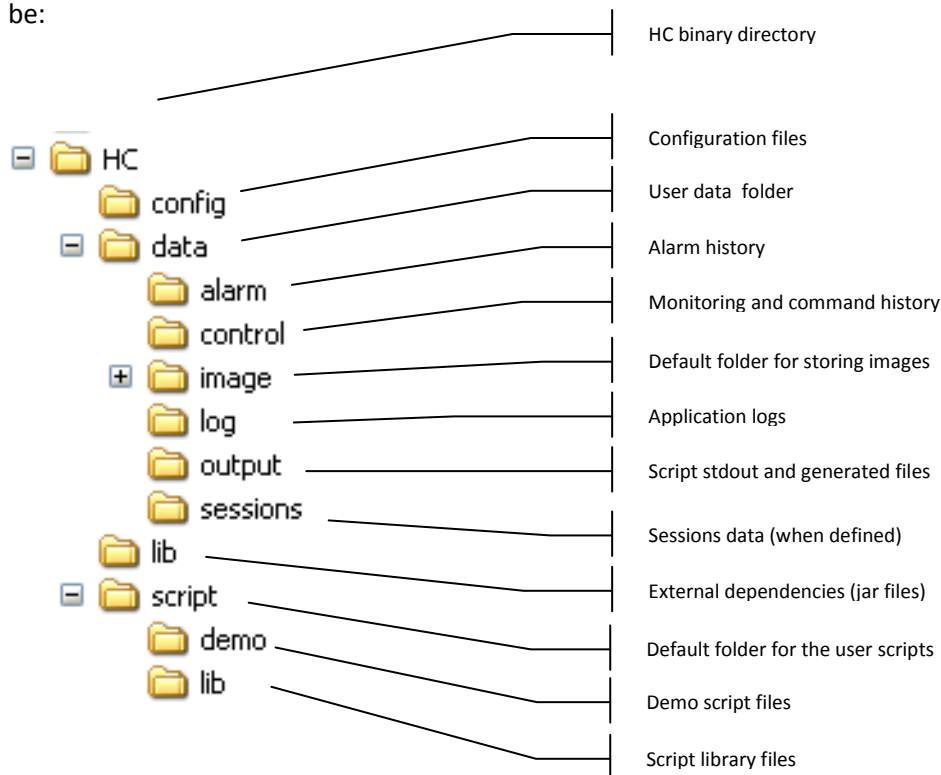 be:
HC binary directory
Configuration files
HC
config
User data folder
data
Alarm history
alarm
Monitoring and command history
control
Default folder for storing images
image
Application logs
log
Script stdout and generated files
output
sessions
Sessions data (when defined)
lib
External dependencies (jar files)
script
Default folder for the user scripts
demo
Demo script files
lib
Script library files